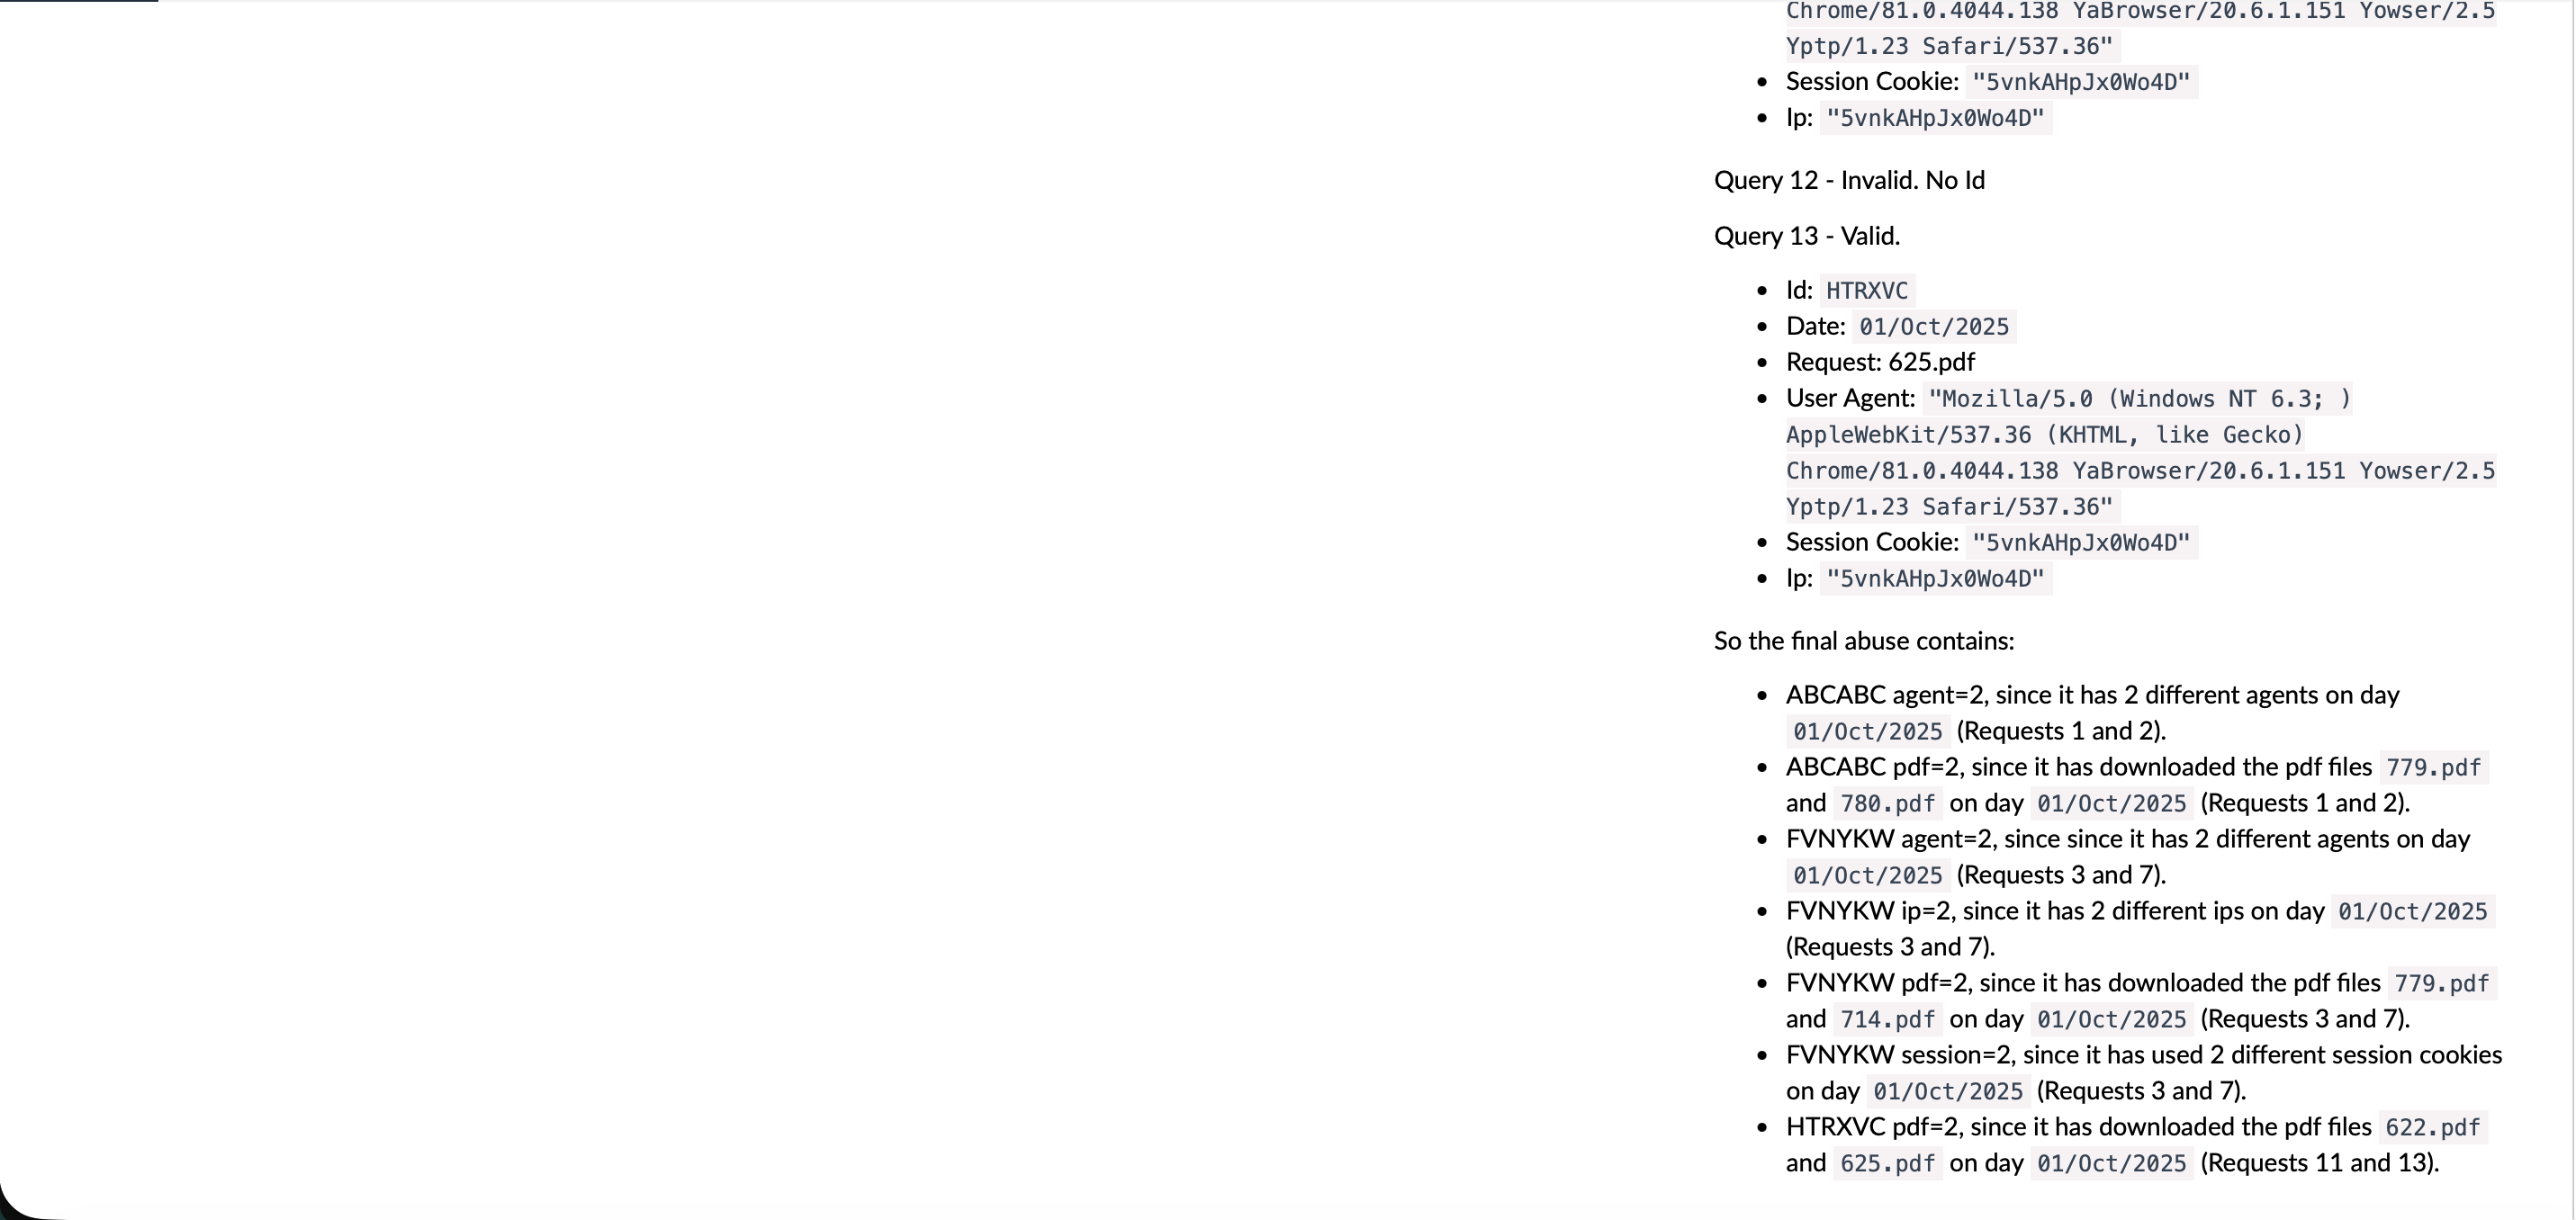 Chrome/81.0.4044.138 YaBrowser/20.6.1.151 Yowser/2.5
Yptp/1.23 Safari/537.36"
• Session Cookie: "5vnkAHpJx0Wo4D"
• Ip: "5vnkAHpJx0Wo4D"
Query 12 - Invalid. No Id
Query 13 - Valid.
• Id: HTRXVC
• Date: 01/Oct/2025
• Request: 625.pdf
• User Agent: "Mozilla/5.0 (Windows NT 6.3; )
AppleWebKit/537.36 (KHTML, like Gecko)
Chrome/81.0.4044.138 YaBrowser/20.6.1.151 Yowser/2.5
Yptp/1.23 Safari/537.36"
• Session Cookie: "5vnkAHpJx0Wo4D"
• Ip: "5vnkAHpJx0Wo4D"
So the final abuse contains:
• ABCABC agent=2, since it has 2 different agents on day
01/Oct/2025 (Requests 1 and 2).
• ABCABC pdf=2, since it has downloaded the pdf files 779.pdf
and 780.pdf on day 01/Oct/2025 (Requests 1 and 2).
• FVNYKW agent=2, since since it has 2 different agents on day
01/Oct/2025 (Requests 3 and 7).
• FVNYKW ip=2, since it has 2 different ips on day 01/Oct/2025
(Requests 3 and 7).
• FVNYKW pdf=2, since it has downloaded the pdf files 779.pdf
and 714.pdf on day 01/Oct/2025 (Requests 3 and 7).
• FVNYKW session=2, since it has used 2 different session cookies
on day 01/Oct/2025 (Requests 3 and 7).
• HTRXVC pdf=2, since it has downloaded the pdf files 622.pdf
and 625.pdf on day 01/Oct/2025 (Requests 11 and 13).